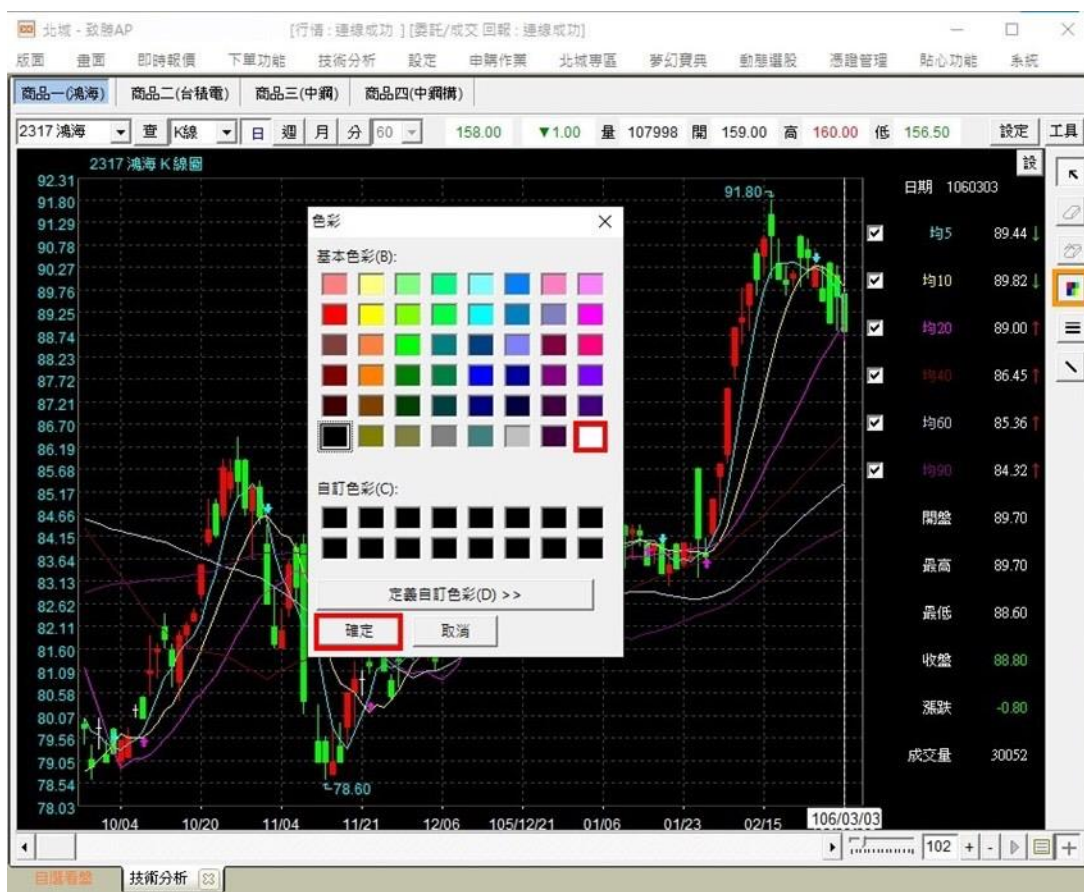 北城 - 致勝AP [行情 : 連線成功 ] [委託/成交 回報 : 連線成功]
版面 畫面 即時報價 下單功能 技術分析 設定 申購作業 北城專區 夢幻寶典 動態選股 憑證管理 貼心功能 系統
商品一(鴻海) 商品二(台積電) 商品三(中鋼) 商品四(中鋼構)
2317 鴻海 查 K線 日 週 月 分 60 158.00 ▼1.00 量 107998 開 159.00 高 160.00 低 156.50 設定 工具
2317 鴻海 K 線圖 設
92.31
91.80
91.29
90.78
90.27
89.76
89.25
88.74
88.23
87.72
87.21
86.70
86.19
85.68
85.17
84.66
84.15
83.64
83.13
82.62
82.11
81.60
81.09
80.58
80.07
79.56
79.05
78.54
78.03
91.80
78.60
色彩
基本色彩(B):
自訂色彩(C):
定義自訂色彩(D) >>
確定 取消
日期 1060303
均5 89.44↓
均10 89.82↓
均20 89.00↑
均40 86.45↑
均60 85.36↑
均90 84.32↑
開盤 89.70
最高 89.70
最低 88.60
收盤 88.80
漲跌 -0.80
成交量 30052
10/04 10/20 11/04 11/21 12/06 105/12/21 01/06 01/23 02/15 106/03/03
102 + -
自選看盤 技術分析